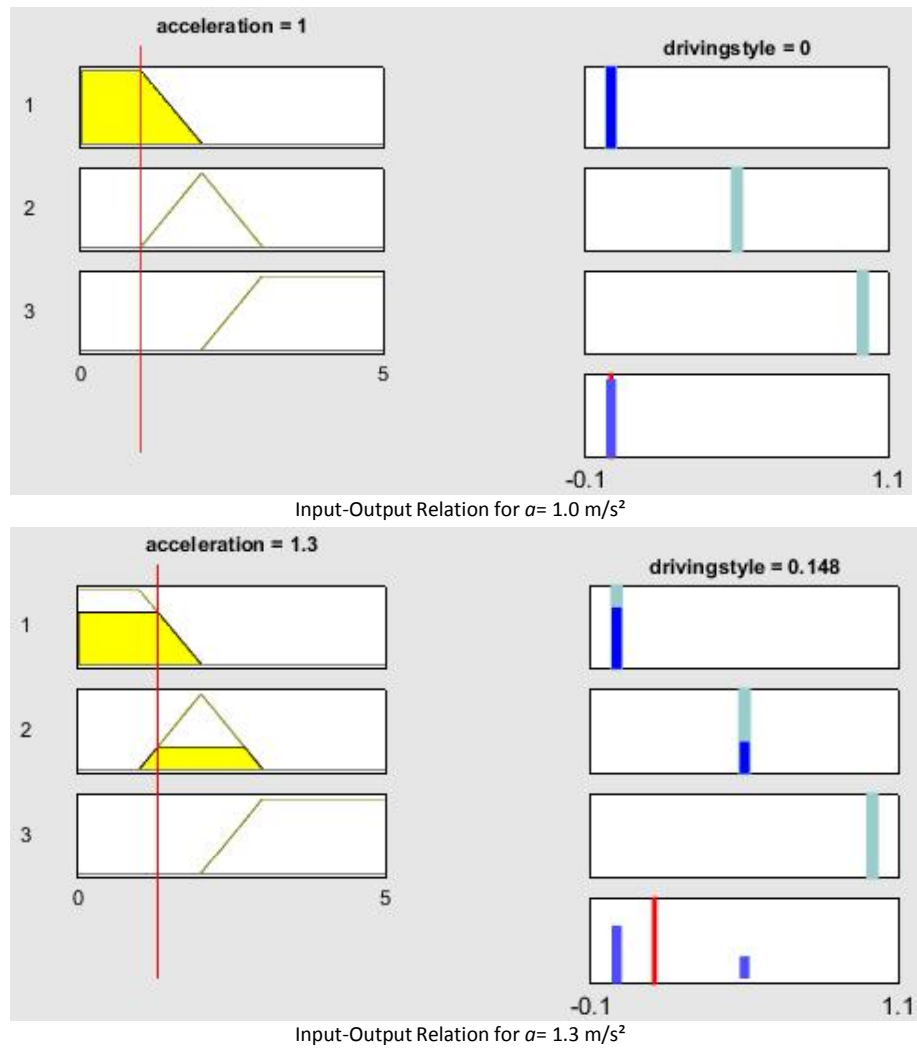 acceleration = 1
drivingstyle = 0
1
2
3
0 5
-0.1 1.1
Input-Output Relation for a= 1.0 m/s²
acceleration = 1.3
drivingstyle = 0.148
1
2
3
0 5
-0.1 1.1
Input-Output Relation for a= 1.3 m/s²